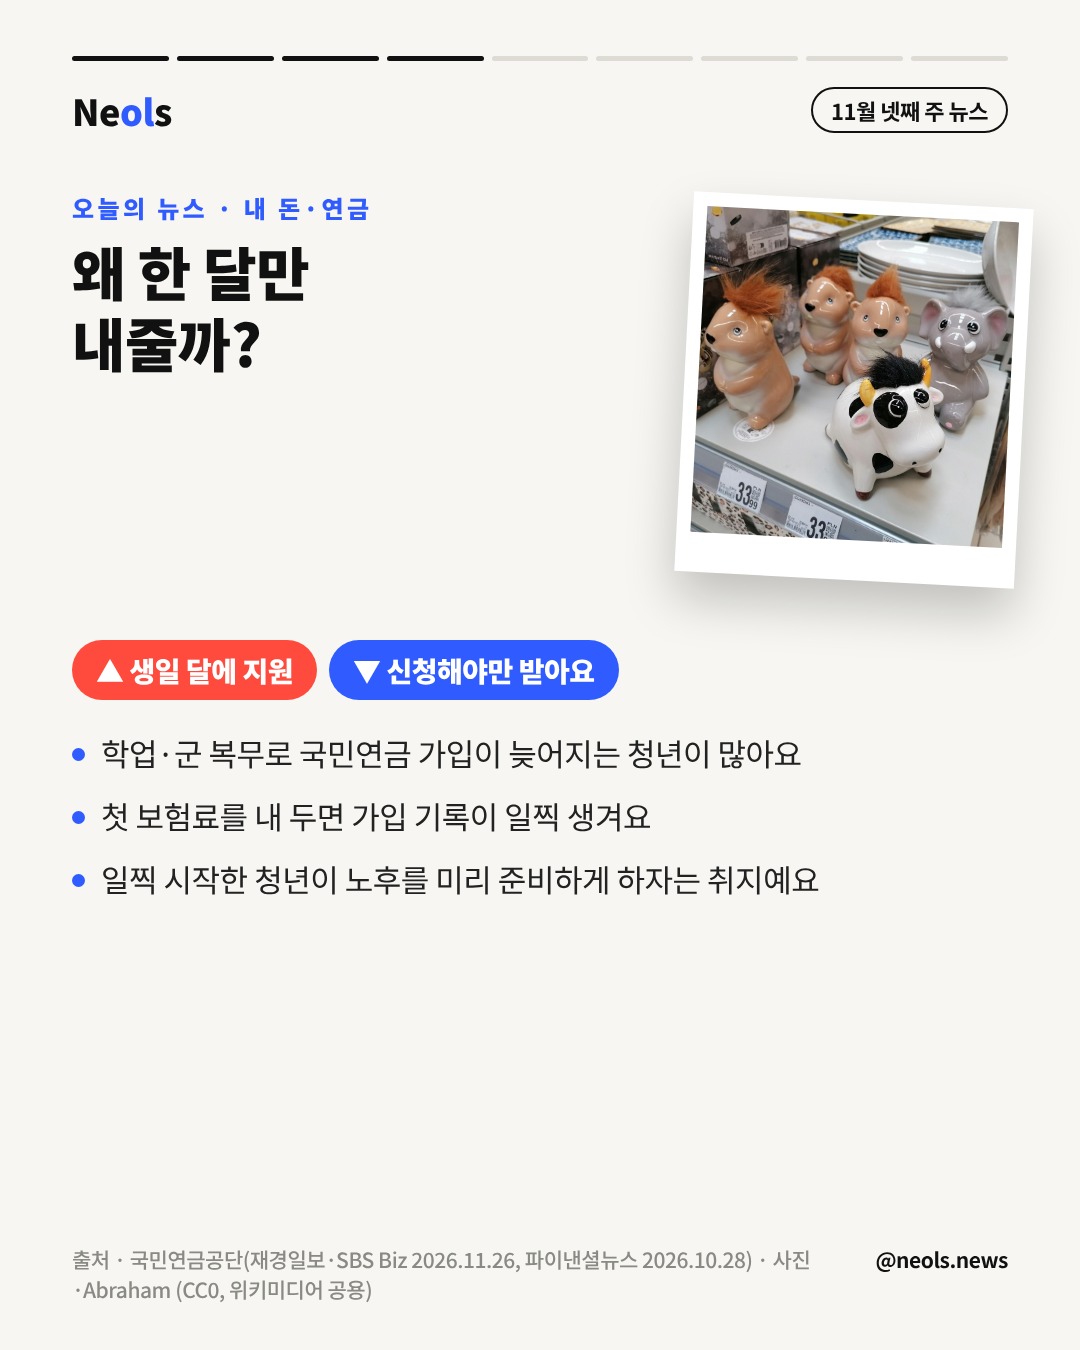 Neols
11월 넷째 주 뉴스
오늘의 뉴스 · 내 돈·연금
왜 한 달만
내줄까?
33 99
33
▲ 생일 달에 지원
▼ 신청해야만 받아요
학업·군 복무로 국민연금 가입이 늦어지는 청년이 많아요
첫 보험료를 내 두면 가입 기록이 일찍 생겨요
일찍 시작한 청년이 노후를 미리 준비하게 하자는 취지예요
출처 · 국민연금공단(재경일보·SBS Biz 2026.11.26, 파이낸셜뉴스 2026.10.28) · 사진
·Abraham (CC0, 위키미디어 공용)
@neols.news